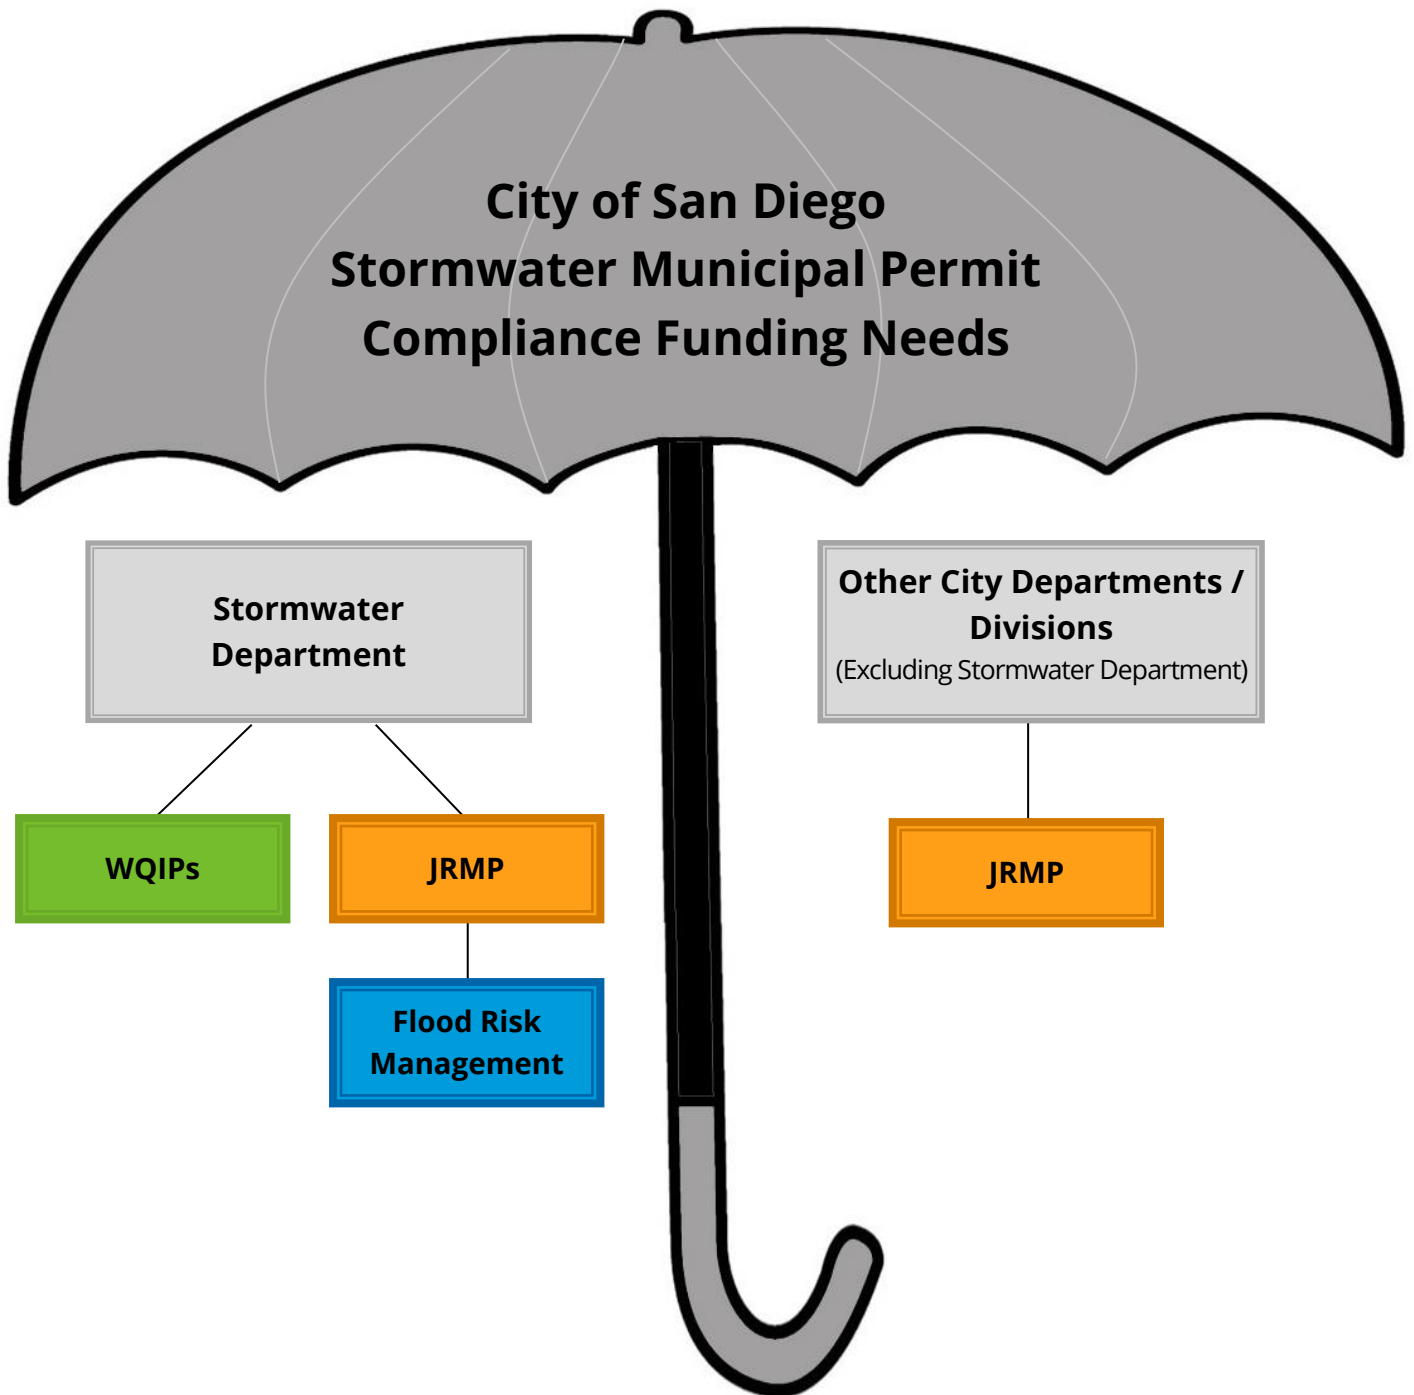 City of San Diego
Stormwater Municipal Permit
Compliance Funding Needs
Stormwater
Department
Other City Departments /
Divisions
(Excluding Stormwater Department)
WQIPs
JRMP
JRMP
Flood Risk
Management